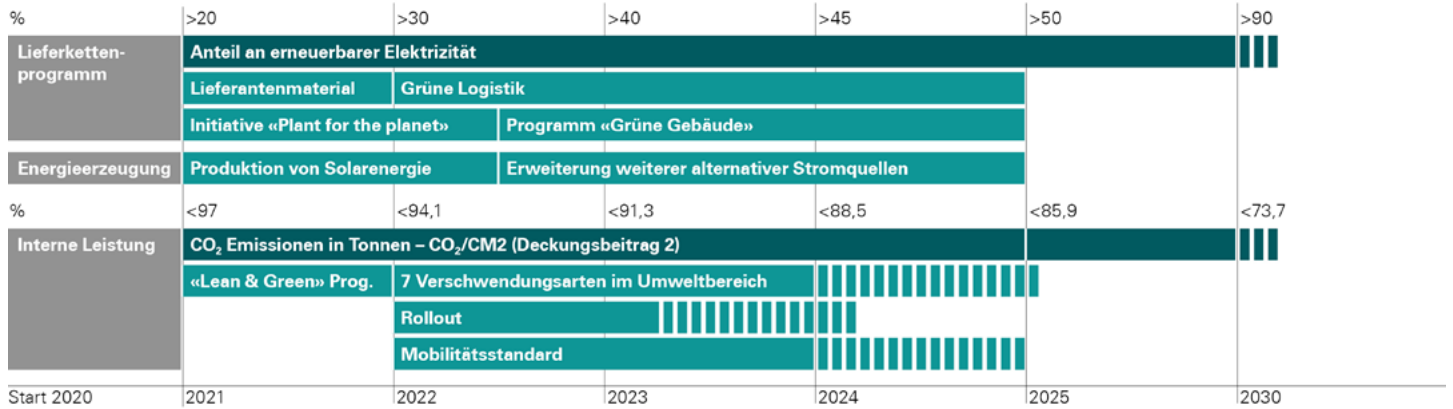 % >20 >30 >40 >45 >50 >90
Lieferketten-
programm
Anteil an erneuerbarer Elektrizität
Lieferantenmaterial Grüne Logistik
Initiative «Plant for the planet» Programm «Grüne Gebäude»
Energieerzeugung Produktion von Solarenergie Erweiterung weiterer alternativer Stromquellen
% <97 <94,1 <91,3 <88,5 <85,9 <73,7
Interne Leistung CO₂ Emissionen in Tonnen – CO₂/CM2 (Deckungsbeitrag 2)
«Lean & Green» Prog. 7 Verschwendungsarten im Umweltbereich
Rollout
Mobilitätsstandard
Start 2020 2021 2022 2023 2024 2025 2030